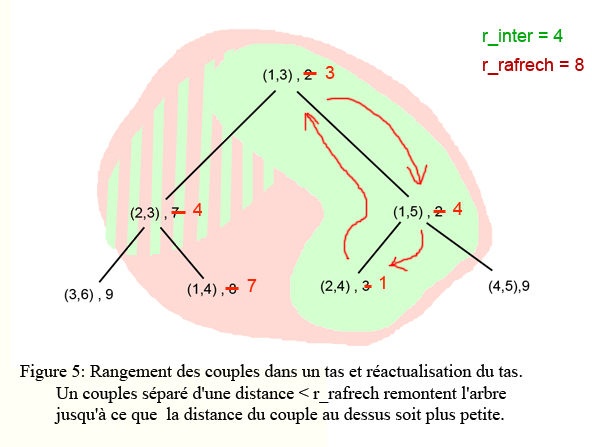 r_inter = 4
r_rafrech = 8
(1,3) , 2 3
(2,3) , 7 4
(1,5) , 2 4
(3,6) , 9
(1,4) , 8 7
(2,4) , 3 1
(4,5),9
Figure 5: Rangement des couples dans un tas et réactualisation du tas.
Un couples séparé d'une distance < r_rafrech remontent l'arbre
jusqu'à ce que la distance du couple au dessus soit plus petite.